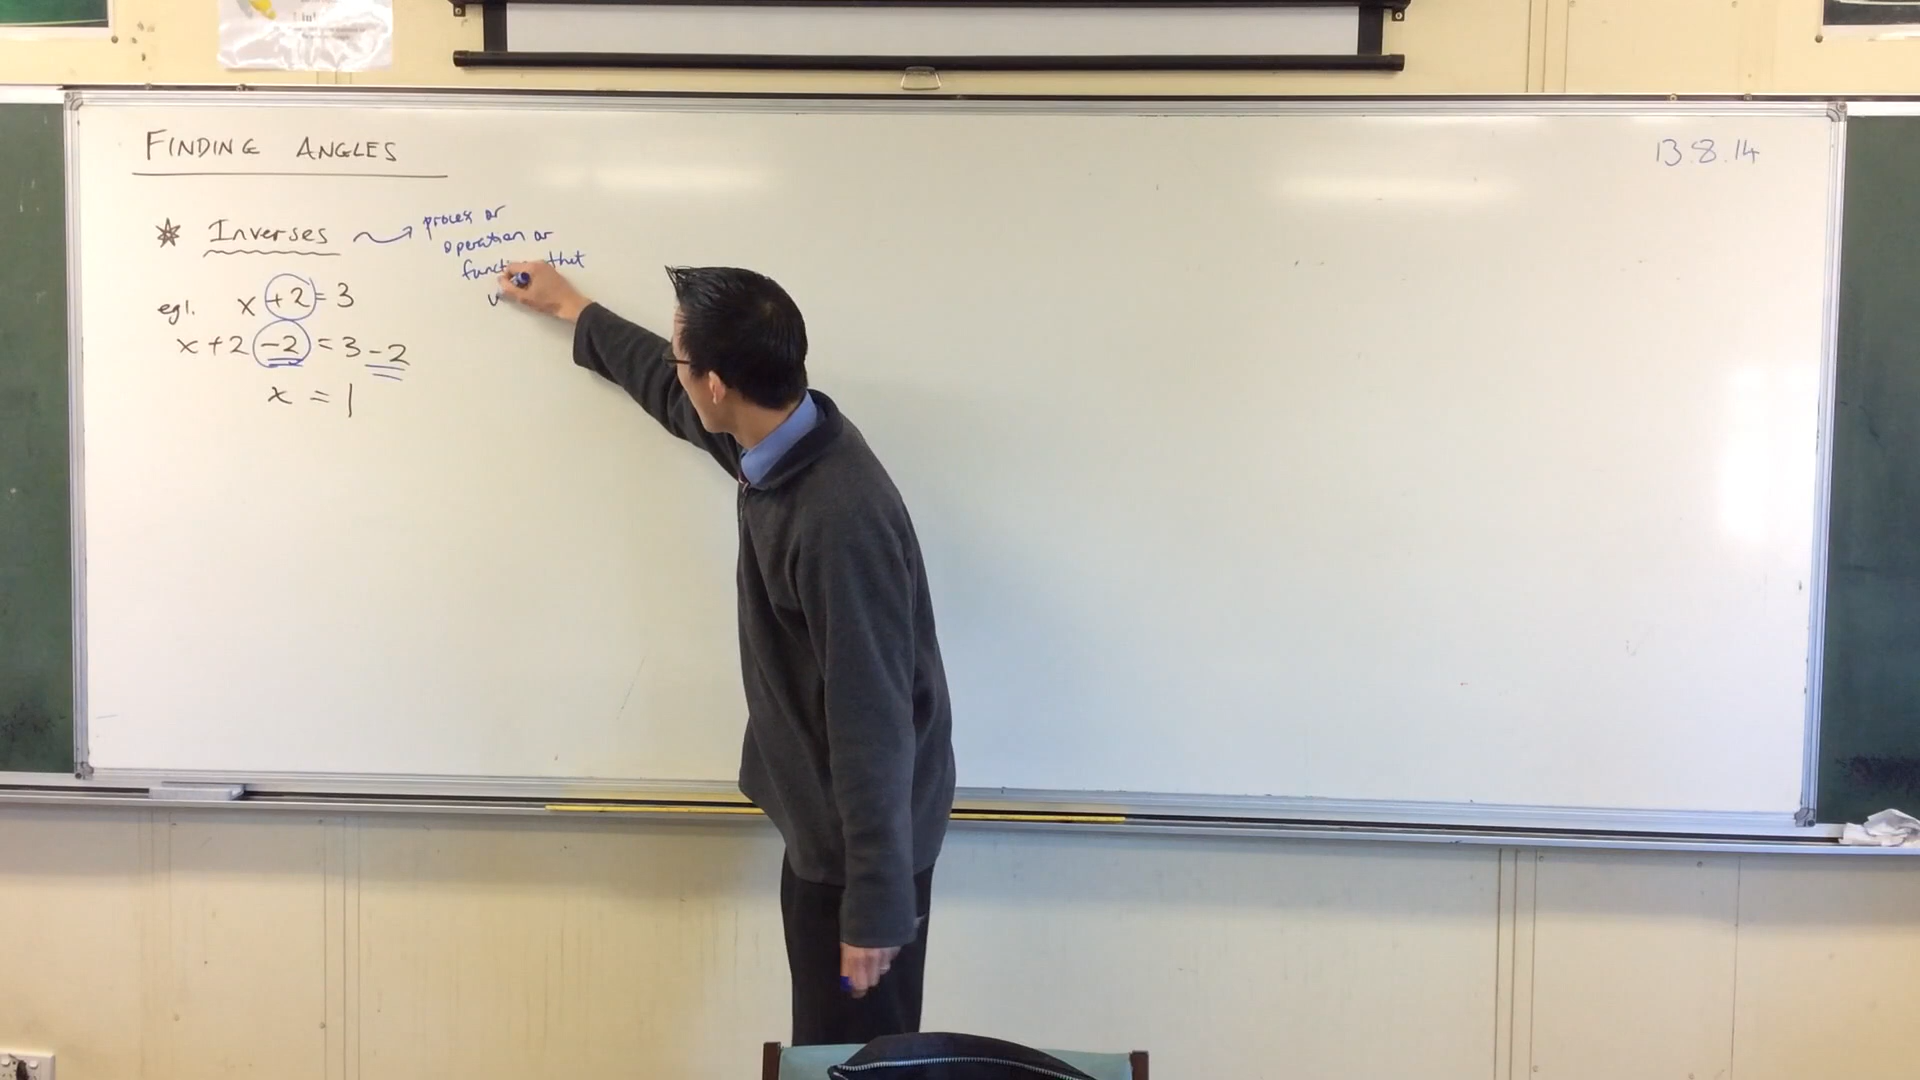 FINDING ANGLES
13.8.14
* Inverses
process or
operation or
that
eg1. x +2 = 3
x +2 -2 = 3 -2
x = 1